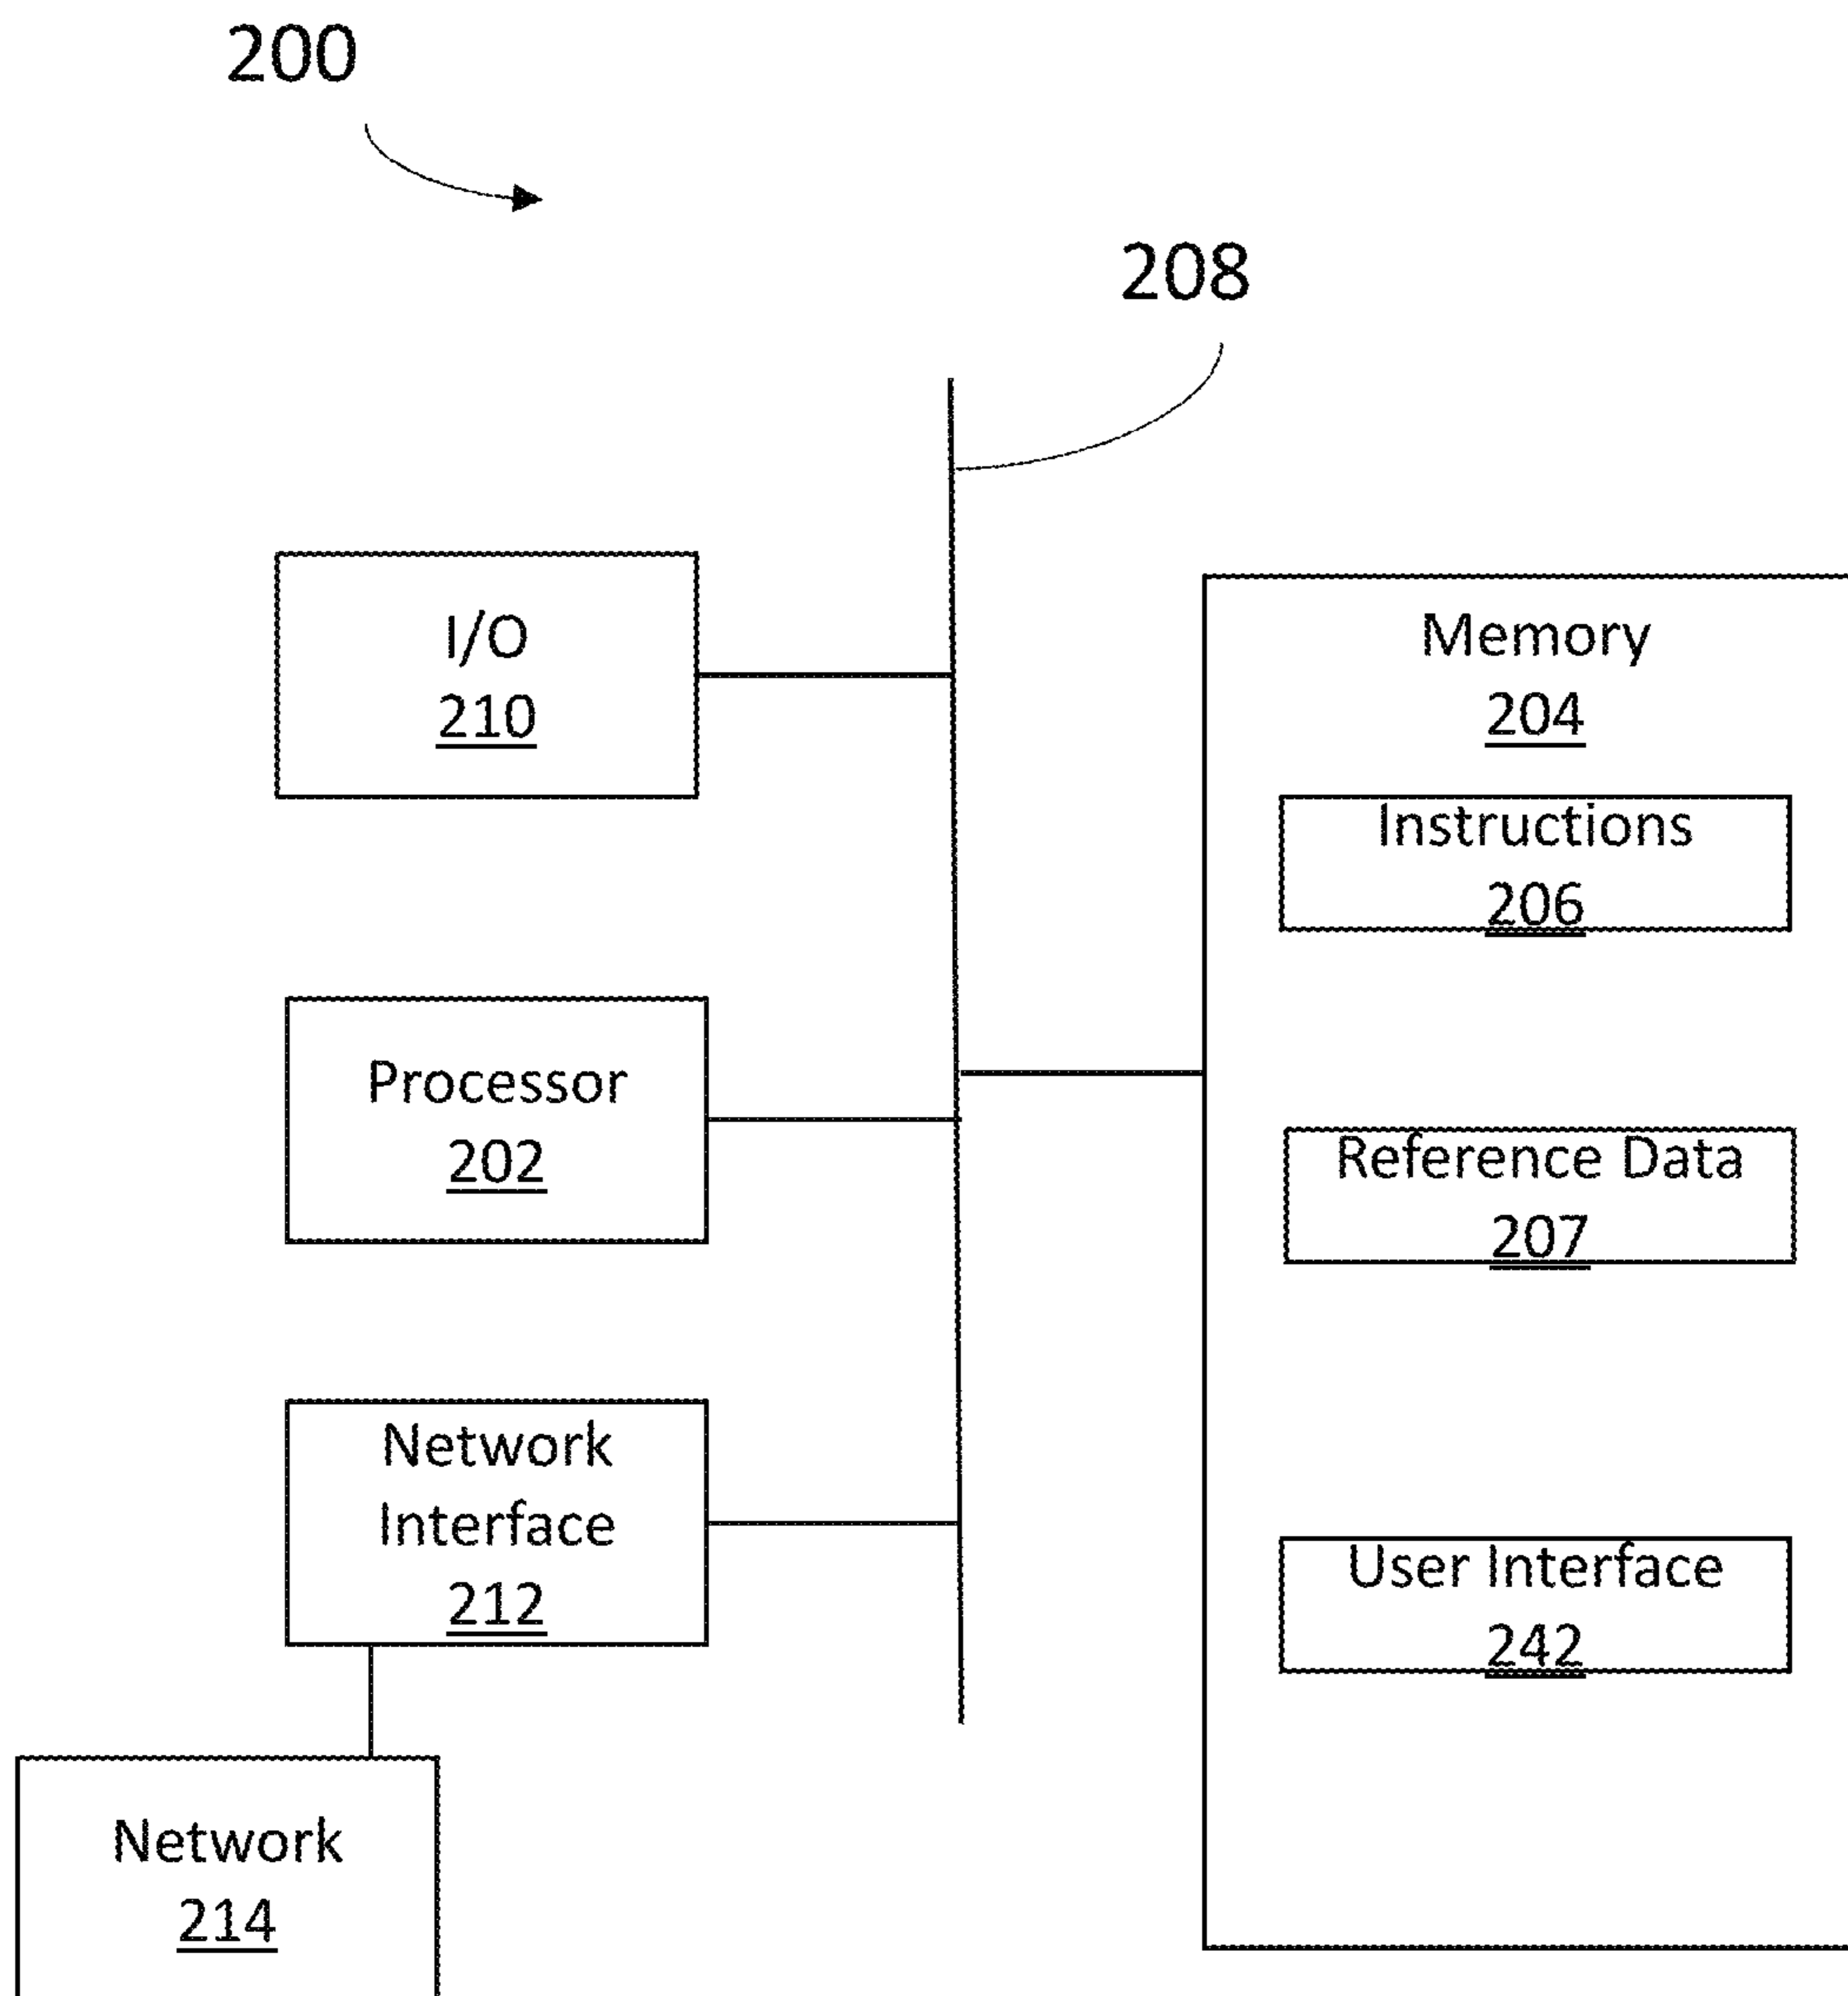 200
208
I/O
210
Memory
204
Instructions
206
Processor
202
Reference Data
207
Network
Interface
212
User Interface
242
Network
214